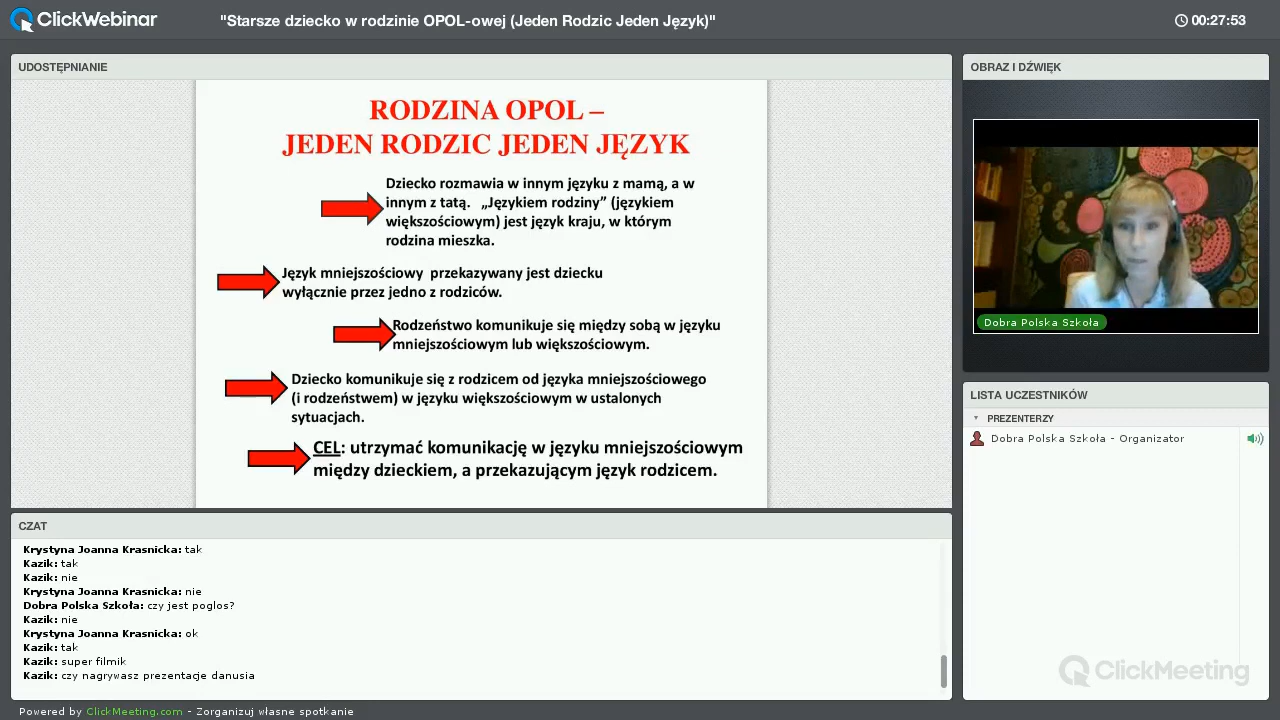 ClickWebinar
"Starsze dziecko w rodzinie OPOL-owej (Jeden Rodzic Jeden Język)"
00:27:53
UDOSTĘPNIANIE
RODZINA OPOL –
JEDEN RODZIC JEDEN JĘZYK
Dziecko rozmawia w innym języku z mamą, a w
innym z tatą. „Językiem rodziny” (językiem
większościowym) jest język kraju, w którym
rodzina mieszka.
Język mniejszościowy przekazywany jest dziecku
wyłącznie przez jedno z rodziców.
Rodzeństwo komunikuje się między sobą w języku
mniejszościowym lub większościowym.
Dziecko komunikuje się z rodzicem od języka mniejszościowego
(i rodzeństwem) w języku większościowym w ustalonych
sytuacjach.
CEL: utrzymać komunikację w języku mniejszościowym
między dzieckiem, a przekazującym język rodzicem.
OBRAZ I DŹWIĘK
Dobra Polska Szkoła
LISTA UCZESTNIKÓW
PREZENTERZY
Dobra Polska Szkoła - Organizator
CZAT
Krystyna Joanna Krasnicka: tak
Kazik: tak
Kazik: nie
Krystyna Joanna Krasnicka: nie
Dobra Polska Szkoła: czy jest poglos?
Kazik: nie
Krystyna Joanna Krasnicka: ok
Kazik: tak
Kazik: super filmik
Kazik: czy nagrywasz prezentacje danusia
ClickMeeting
Powered by ClickMeeting.com - Zorganizuj własne spotkanie